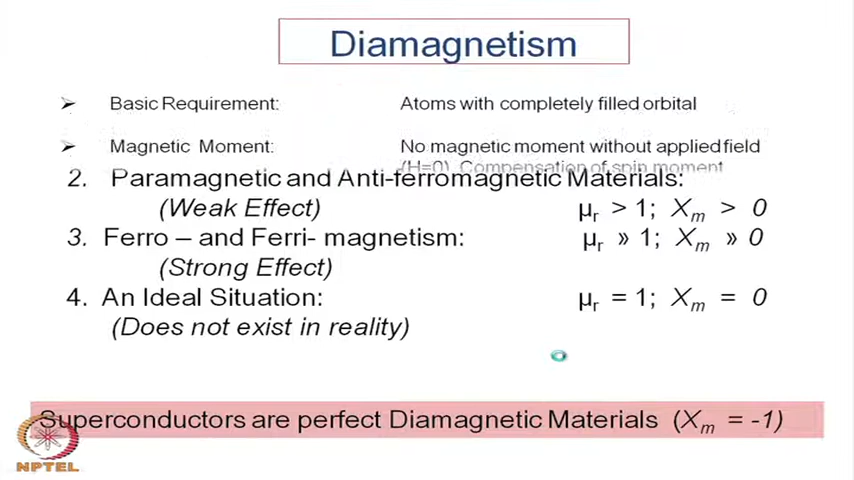 Diamagnetism
➢ Basic Requirement: Atoms with completely filled orbital
➢ Magnetic Moment: No magnetic moment without applied field
(H=0) Compensation of spin moment
2. Paramagnetic and Anti-ferromagnetic Materials:
(Weak Effect) μr > 1; Xm > 0
3. Ferro – and Ferri- magnetism: μr » 1; Xm » 0
(Strong Effect)
4. An Ideal Situation: μr = 1; Xm = 0
(Does not exist in reality)
Superconductors are perfect Diamagnetic Materials (Xm = -1)
NPTEL